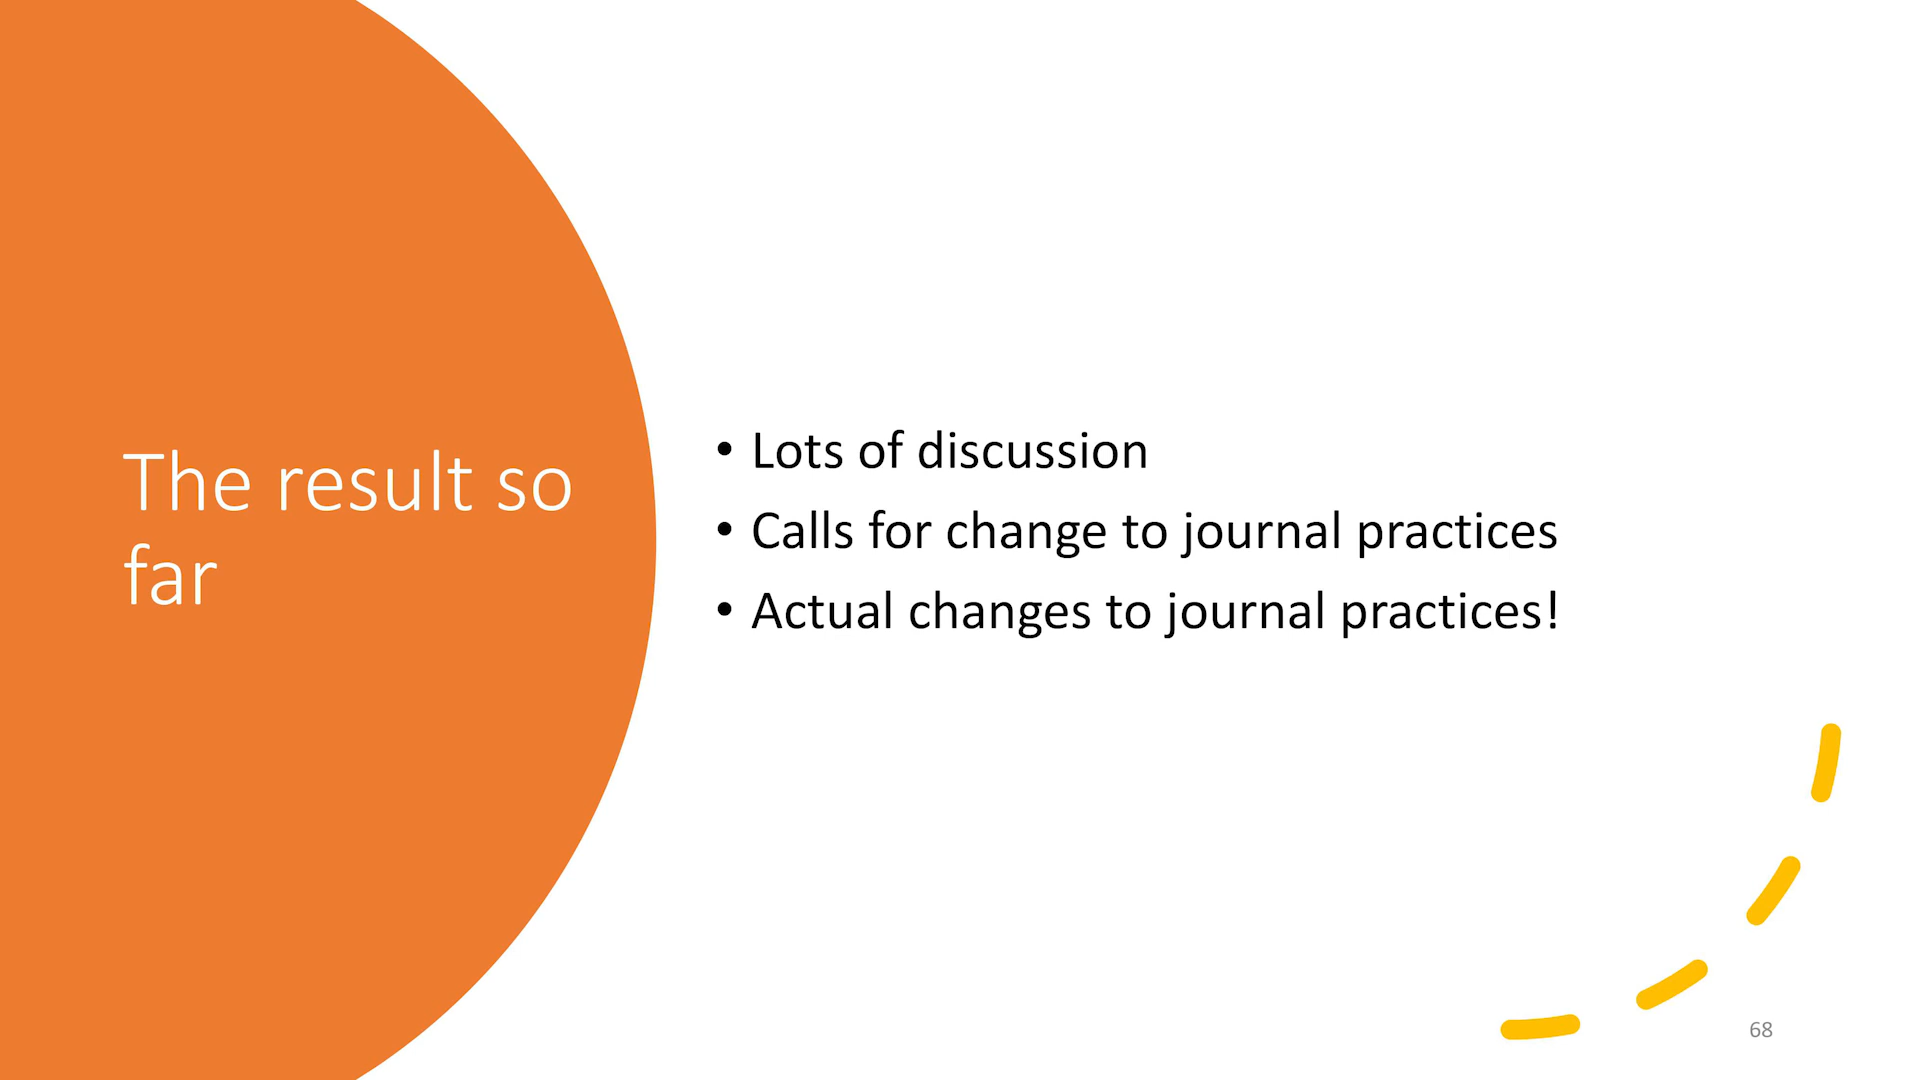 The result so
far
• Lots of discussion
• Calls for change to journal practices
• Actual changes to journal practices!
68